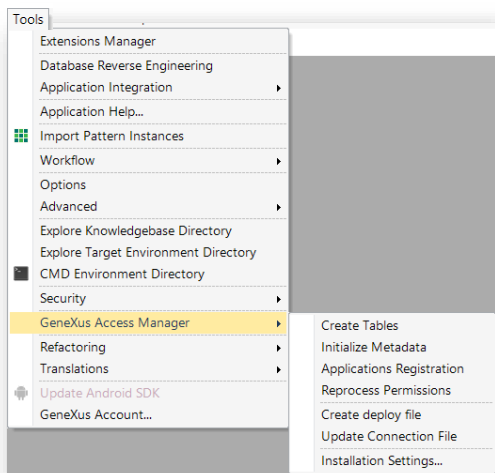 Tools
Extensions Manager
Database Reverse Engineering
Application Integration
Application Help...
Import Pattern Instances
Workflow
Options
Advanced
Explore Knowledgebase Directory
Explore Target Environment Directory
CMD Environment Directory
Security
GeneXus Access Manager
Refactoring
Translations
Update Android SDK
GeneXus Account...
Create Tables
Initialize Metadata
Applications Registration
Reprocess Permissions
Create deploy file
Update Connection File
Installation Settings...